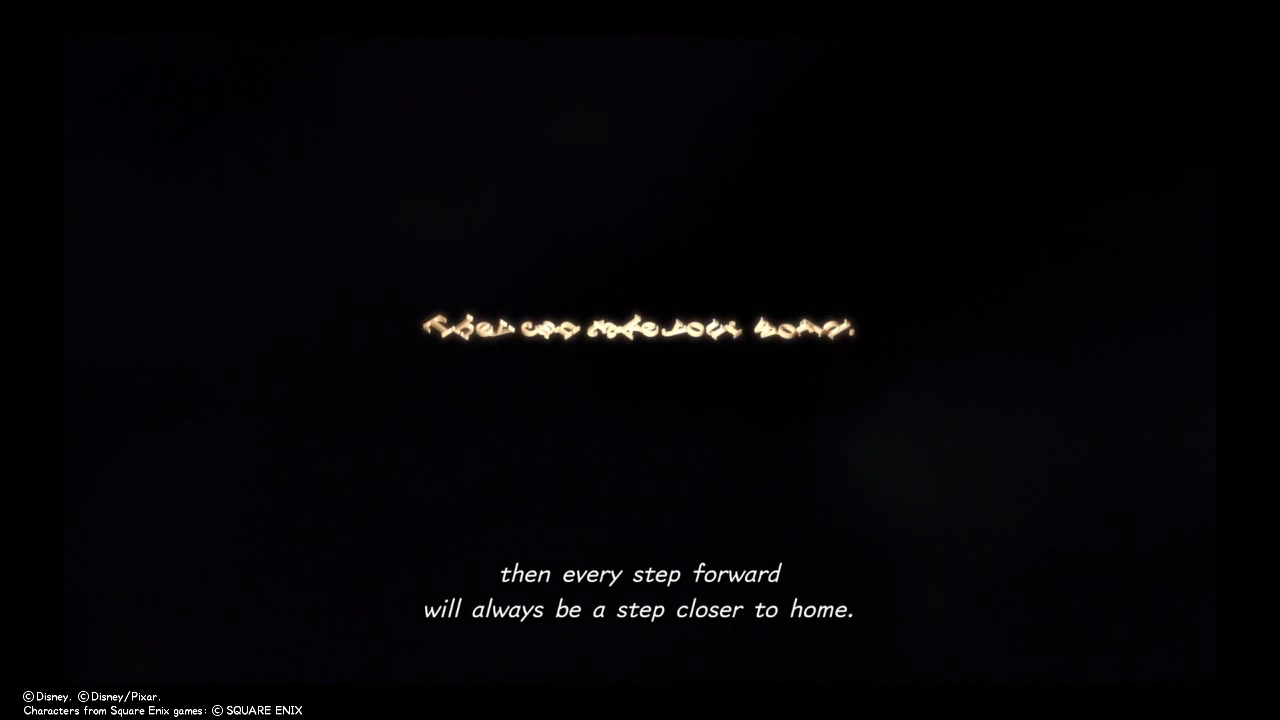 then every step forward
will always be a step closer to home.
©Disney. ©Disney/Pixar.
Characters from Square Enix games: © SQUARE ENIX